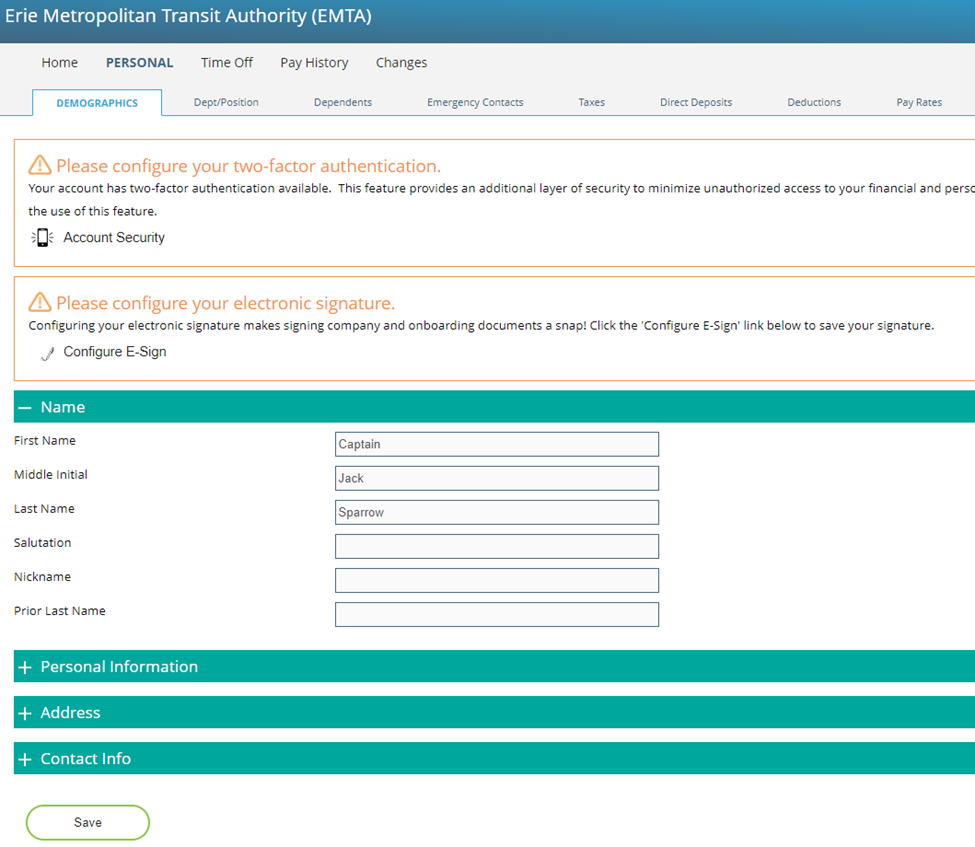 Erie Metropolitan Transit Authority (EMTA)
Home PERSONAL Time Off Pay History Changes
DEMOGRAPHICS Dept/Position Dependents Emergency Contacts Taxes Direct Deposits Deductions Pay Rates
Please configure your two-factor authentication.
Your account has two-factor authentication available. This feature provides an additional layer of security to minimize unauthorized access to your financial and perso
the use of this feature.
Account Security
Please configure your electronic signature.
Configuring your electronic signature makes signing company and onboarding documents a snap! Click the 'Configure E-Sign' link below to save your signature.
Configure E-Sign
Name
First Name Captain
Middle Initial Jack
Last Name Sparrow
Salutation
Nickname
Prior Last Name
Personal Information
Address
Contact Info
Save